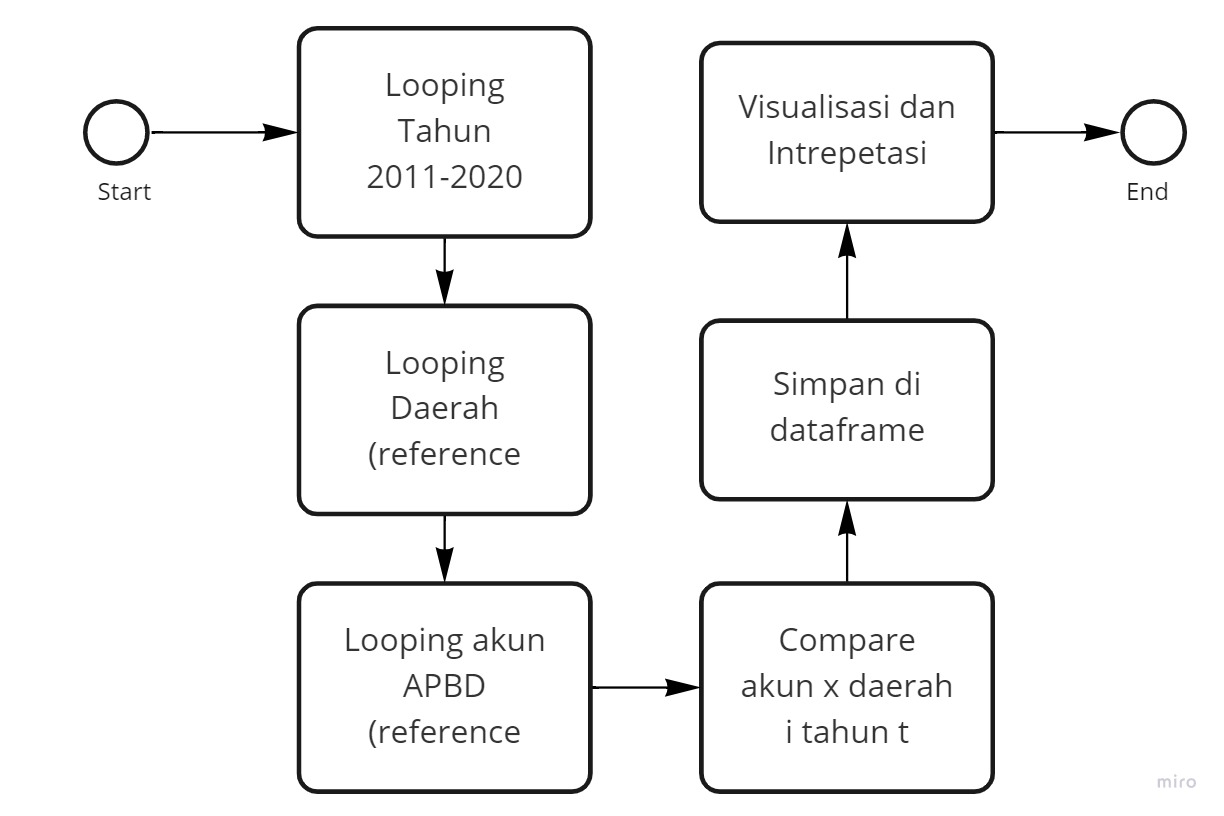 Start
Looping
Tahun
2011-2020
Looping
Daerah
(reference
Looping akun
APBD
(reference
Compare
akun x daerah
i tahun t
Simpan di
dataframe
Visualisasi dan
Intrepetasi
End
miro